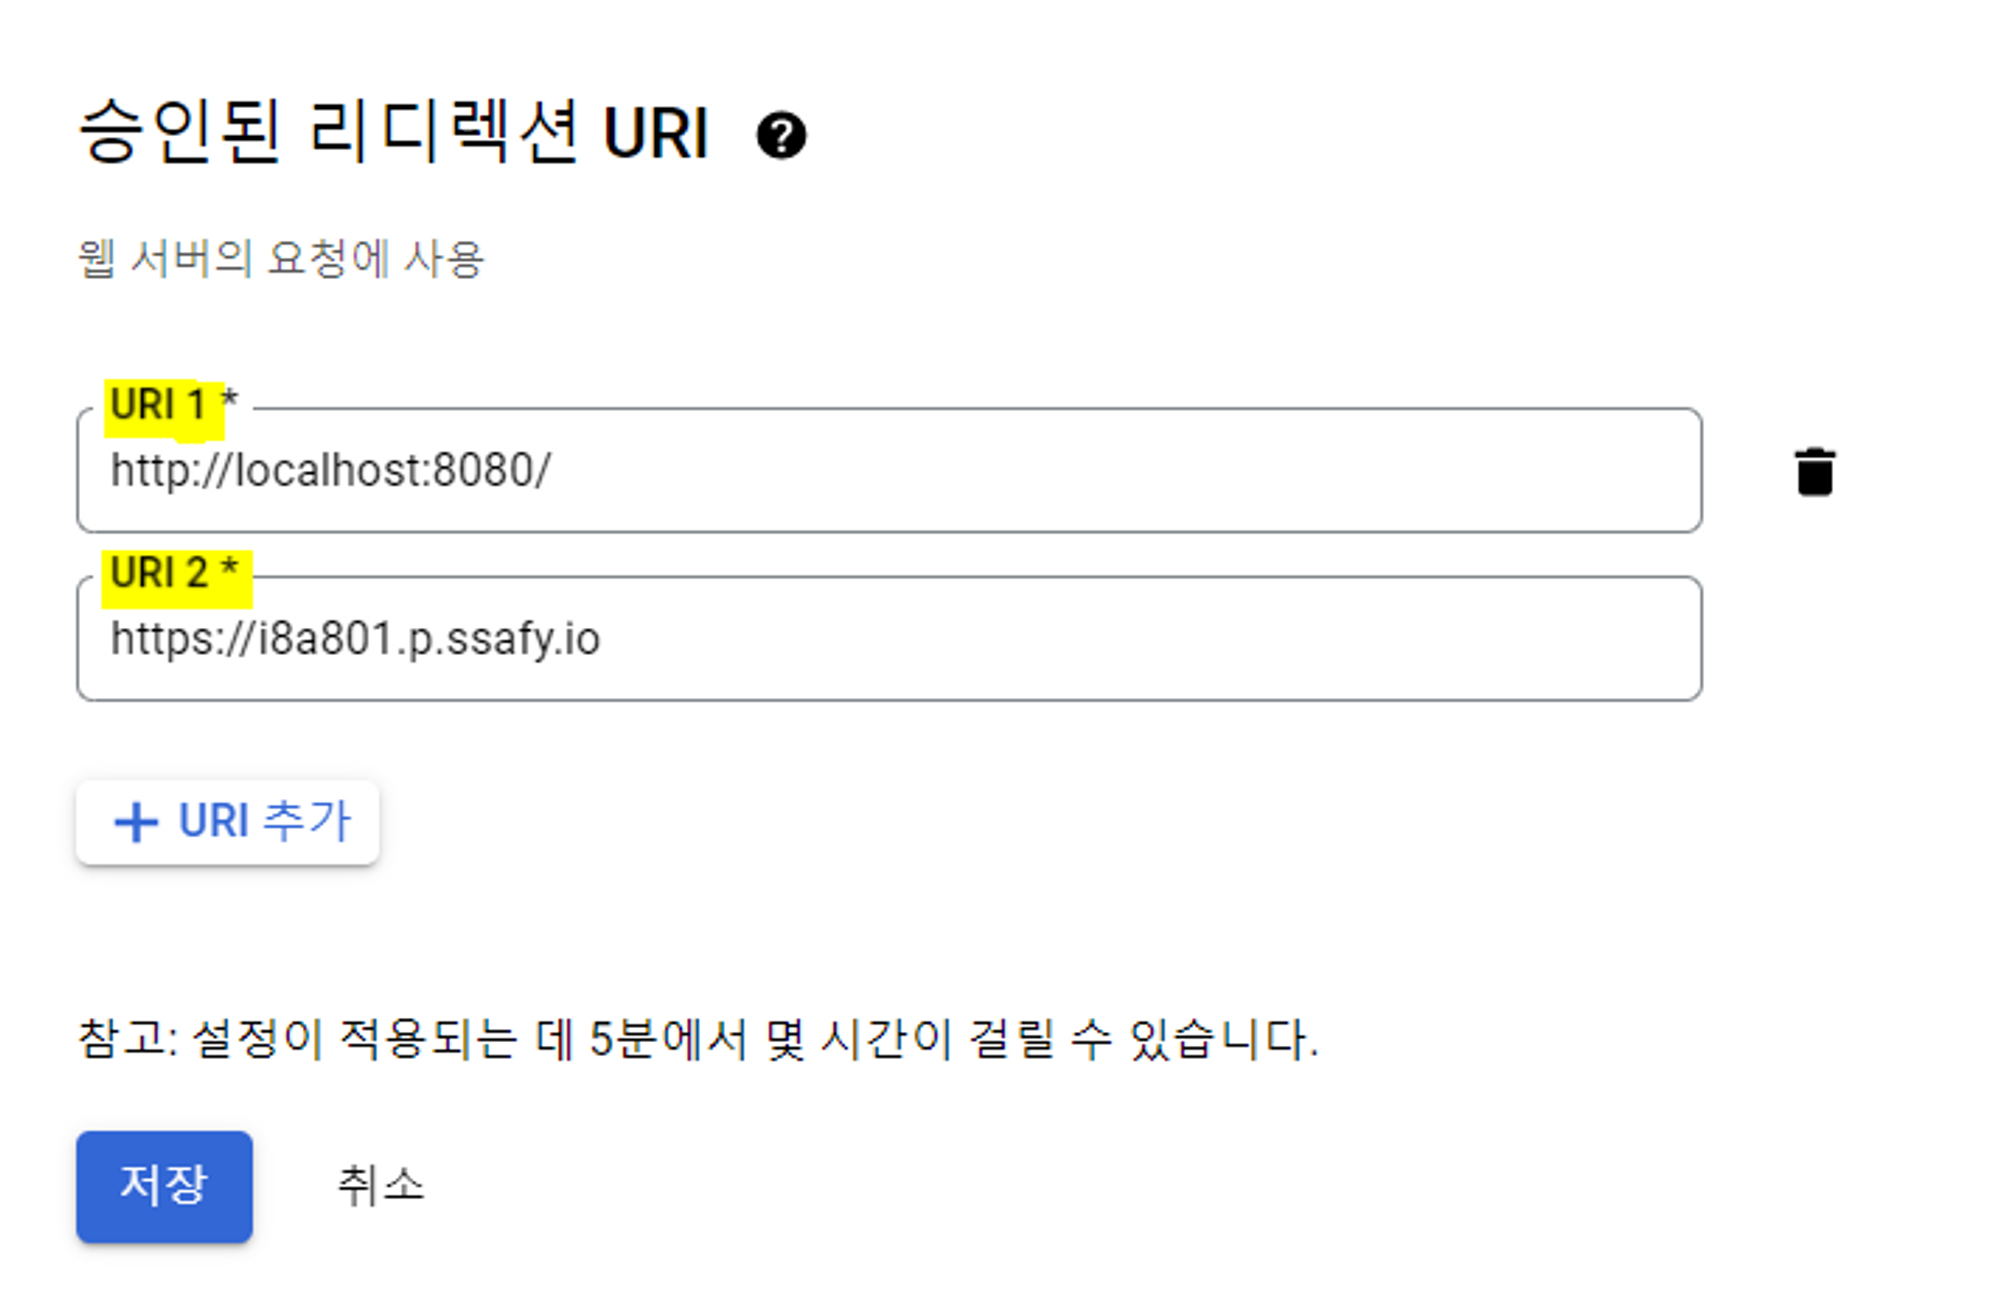 승인된 리디렉션 URI
웹 서버의 요청에 사용
URI 1 *
http://localhost:8080/
URI 2 *
https://i8a801.p.ssafy.io
+ URI 추가
참고: 설정이 적용되는 데 5분에서 몇 시간이 걸릴 수 있습니다.
저장 취소